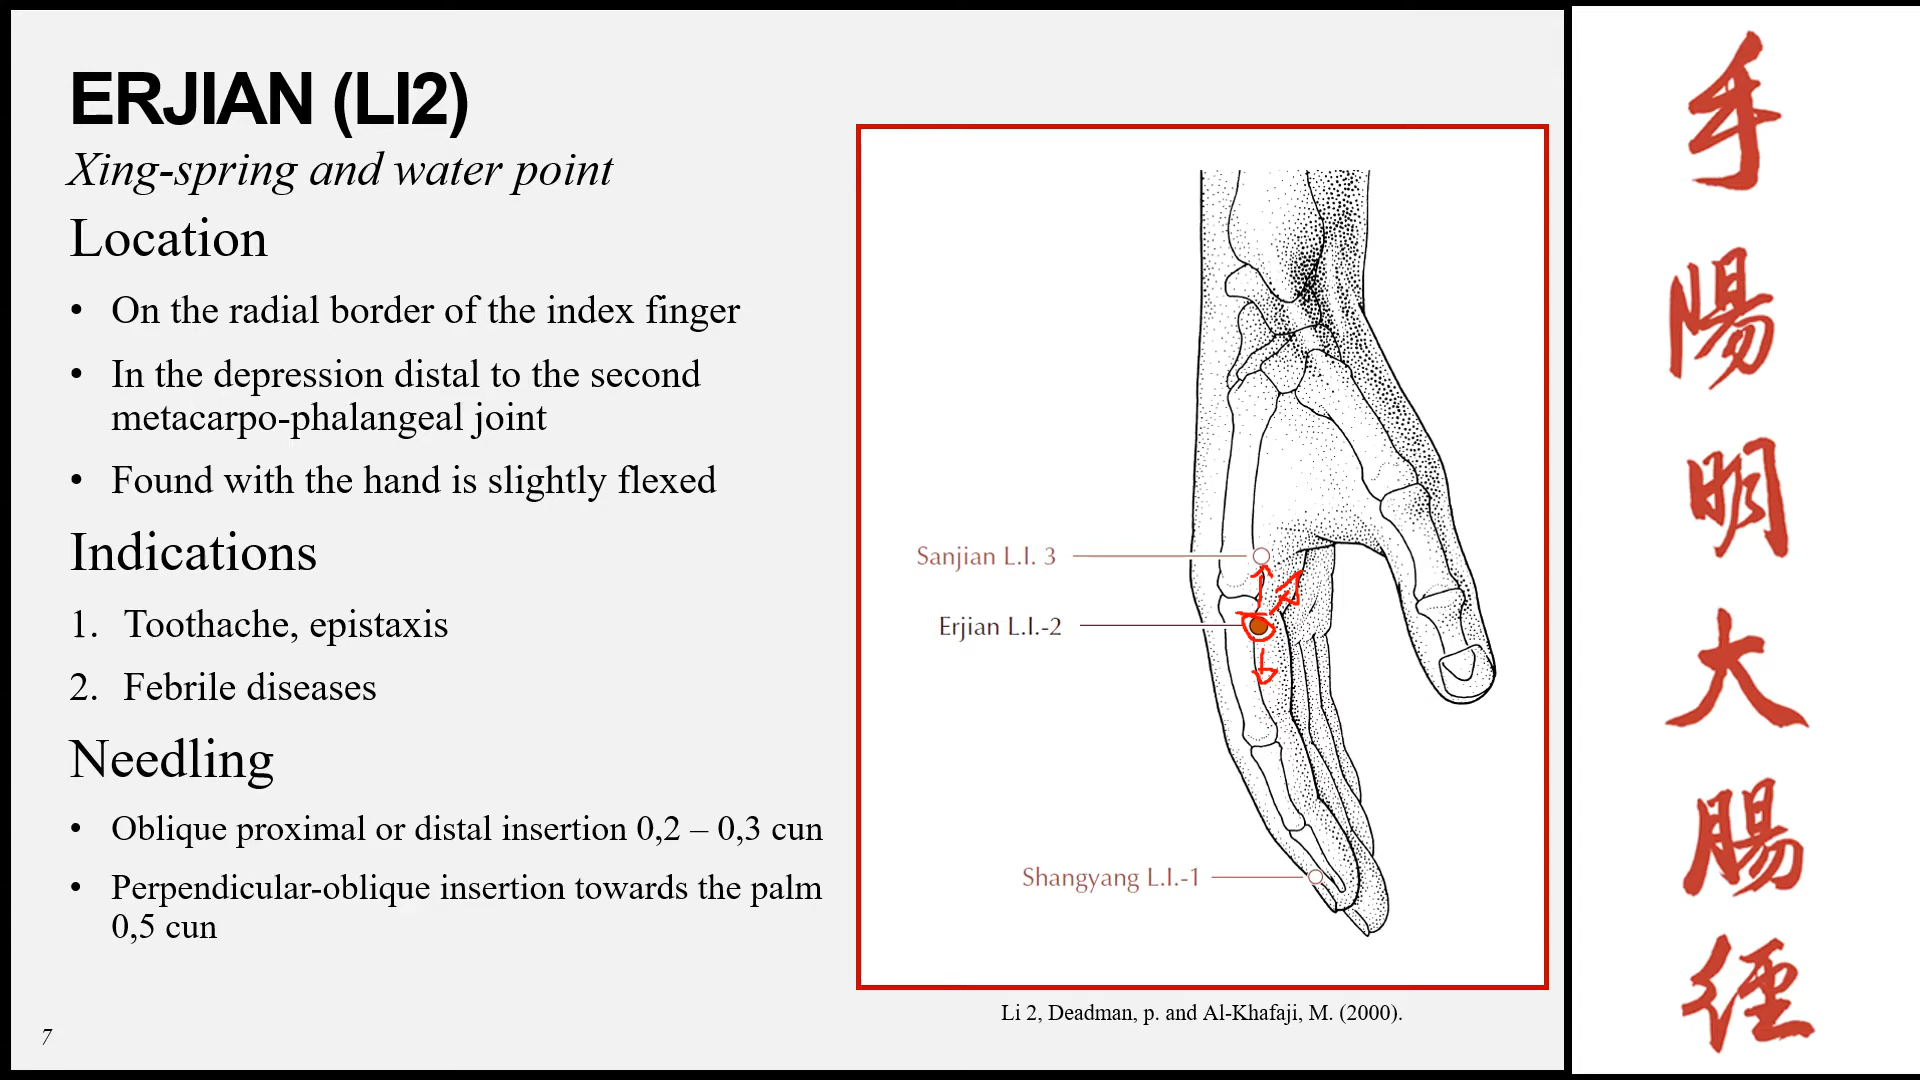 ERJIAN (LI2)
Xing-spring and water point
Location
• On the radial border of the index finger
• In the depression distal to the second
metacarpo-phalangeal joint
• Found with the hand is slightly flexed
Indications
1. Toothache, epistaxis
2. Febrile diseases
Needling
• Oblique proximal or distal insertion 0,2 – 0,3 cun
• Perpendicular-oblique insertion towards the palm
0,5 cun
7
Sanjian L.I. 3
Erjian L.I.-2
Shangyang L.I.-1
Li 2, Deadman, p. and Al-Khafaji, M. (2000).
手
陽
明
大
腸
經